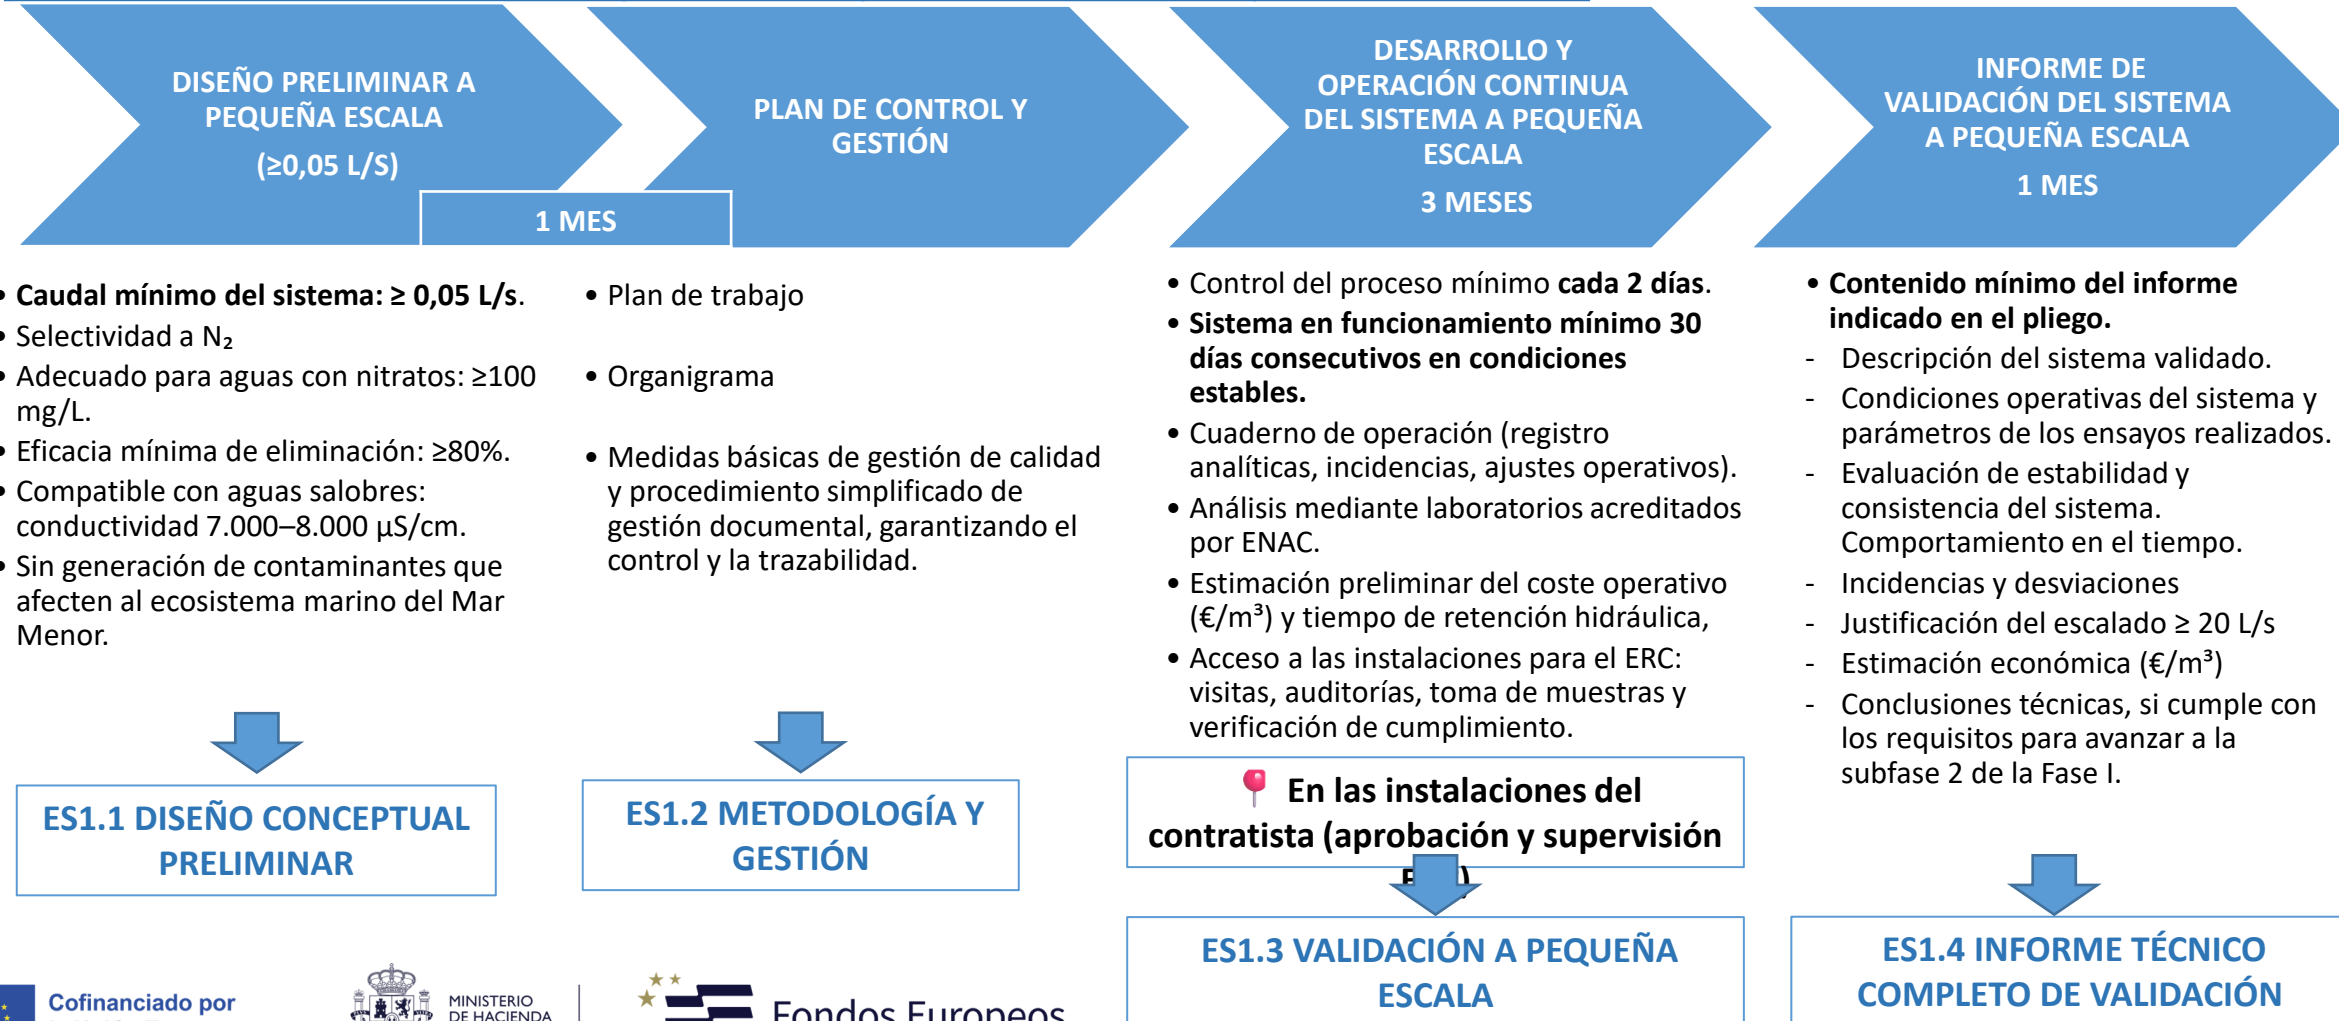 DISEÑO PRELIMINAR A
PEQUEÑA ESCALA
(≥0,05 L/S)
PLAN DE CONTROL Y
GESTIÓN
1 MES
DESARROLLO Y
OPERACIÓN CONTINUA
DEL SISTEMA A PEQUEÑA
ESCALA
3 MESES
INFORME DE
VALIDACIÓN DEL SISTEMA
A PEQUEÑA ESCALA
1 MES
• Caudal mínimo del sistema: ≥ 0,05 L/s.
• Selectividad a N₂
• Adecuado para aguas con nitratos: ≥100
mg/L.
• Eficacia mínima de eliminación: ≥80%.
• Compatible con aguas salobres:
conductividad 7.000–8.000 µS/cm.
• Sin generación de contaminantes que
afecten al ecosistema marino del Mar
Menor.
ES1.1 DISEÑO CONCEPTUAL
PRELIMINAR
• Plan de trabajo
• Organigrama
• Medidas básicas de gestión de calidad
y procedimiento simplificado de
gestión documental, garantizando el
control y la trazabilidad.
ES1.2 METODOLOGÍA Y
GESTIÓN
• Control del proceso mínimo cada 2 días.
• Sistema en funcionamiento mínimo 30
días consecutivos en condiciones
estables.
• Cuaderno de operación (registro
analíticas, incidencias, ajustes operativos).
• Análisis mediante laboratorios acreditados
por ENAC.
• Estimación preliminar del coste operativo
(€/m³) y tiempo de retención hidráulica,
• Acceso a las instalaciones para el ERC:
visitas, auditorías, toma de muestras y
verificación de cumplimiento.
📍 En las instalaciones del
contratista (aprobación y supervisión
ES1.3 VALIDACIÓN A PEQUEÑA
ESCALA
• Contenido mínimo del informe
indicado en el pliego.
- Descripción del sistema validado.
- Condiciones operativas del sistema y
parámetros de los ensayos realizados.
- Evaluación de estabilidad y
consistencia del sistema.
Comportamiento en el tiempo.
- Incidencias y desviaciones
- Justificación del escalado ≥ 20 L/s
- Estimación económica (€/m³)
- Conclusiones técnicas, si cumple con
los requisitos para avanzar a la
subfase 2 de la Fase I.
ES1.4 INFORME TÉCNICO
COMPLETO DE VALIDACIÓN
Cofinanciado por
MINISTERIO
DE HACIENDA
Fondos Europeos